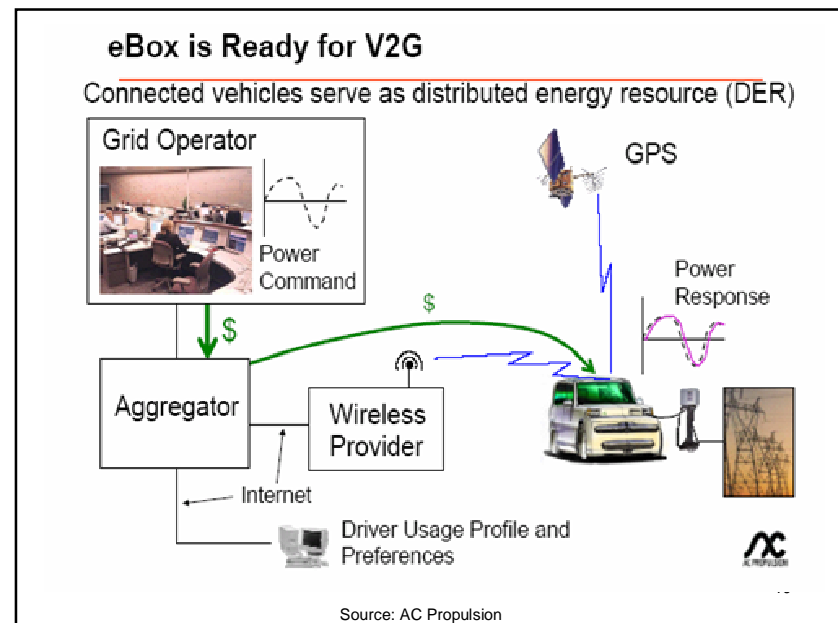 eBox is Ready for V2G
Connected vehicles serve as distributed energy resource (DER)
Grid Operator
Power
Command
GPS
Power
Response
$
$
Aggregator
Wireless
Provider
Internet
Driver Usage Profile and
Preferences
AC PROPULSION
Source: AC Propulsion